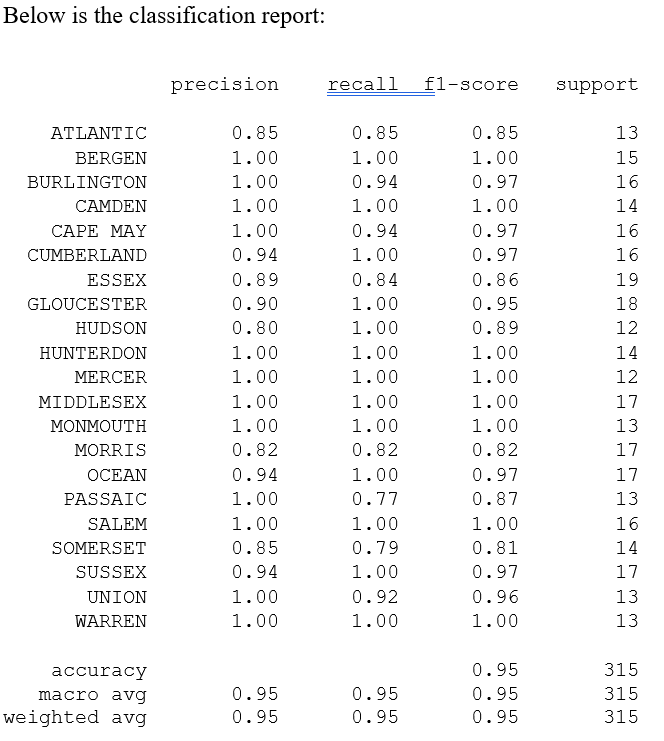 Below is the classification report:
precision recall f1-score support
ATLANTIC 0.85 0.85 0.85 13
BERGEN 1.00 1.00 1.00 15
BURLINGTON 1.00 0.94 0.97 16
CAMDEN 1.00 1.00 1.00 14
CAPE MAY 1.00 0.94 0.97 16
CUMBERLAND 0.94 1.00 0.97 16
ESSEX 0.89 0.84 0.86 19
GLOUCESTER 0.90 1.00 0.95 18
HUDSON 0.80 1.00 0.89 12
HUNTERDON 1.00 1.00 1.00 14
MERCER 1.00 1.00 1.00 12
MIDDLESEX 1.00 1.00 1.00 17
MONMOUTH 1.00 1.00 1.00 13
MORRIS 0.82 0.82 0.82 17
OCEAN 0.94 1.00 0.97 17
PASSAIC 1.00 0.77 0.87 13
SALEM 1.00 1.00 1.00 16
SOMERSET 0.85 0.79 0.81 14
SUSSEX 0.94 1.00 0.97 17
UNION 1.00 0.92 0.96 13
WARREN 1.00 1.00 1.00 13
accuracy 0.95 315
macro avg 0.95 0.95 0.95 315
weighted avg 0.95 0.95 0.95 315